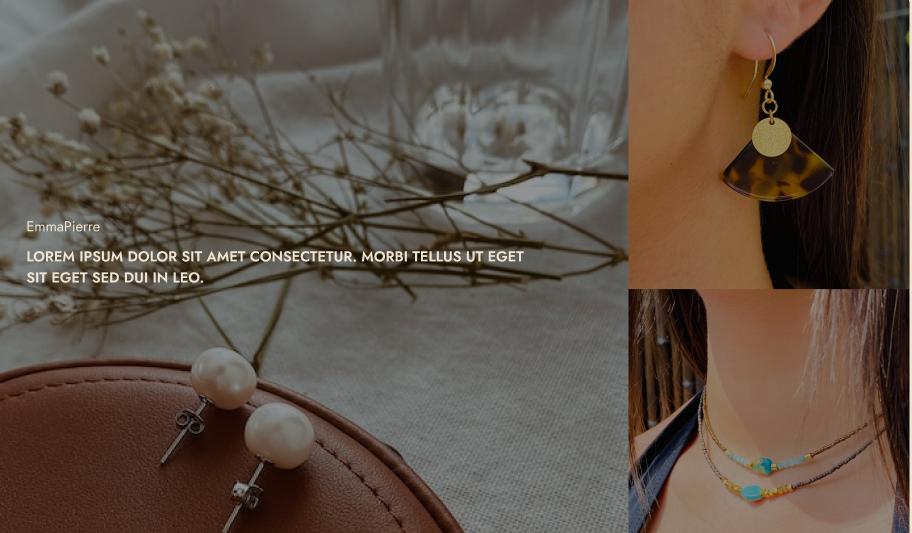 EmmaPierre
LOREM IPSUM DOLOR SIT AMET CONSECTETUR. MORBI TELLUS UT EGET
SIT EGET SED DUI IN LEO.